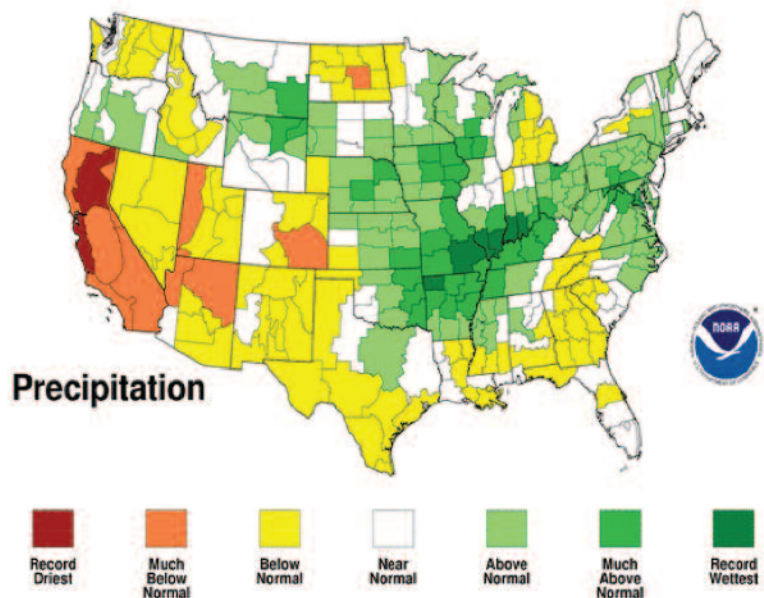 NOAA
Precipitation
Record
Driest
Much
Below
Normal
Below
Normal
Near
Normal
Above
Normal
Much
Above
Normal
Record
Wettest